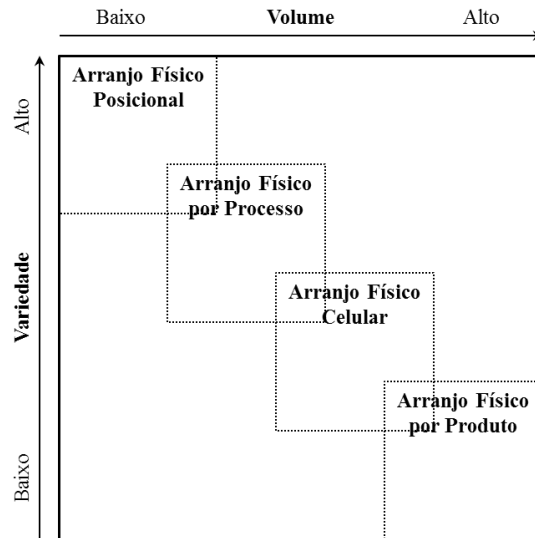 Baixo Volume Alto
Alto
Variedade
Baixo
Arranjo Físico
Posicional
Arranjo Físico
por Processo
Arranjo Físico
Celular
Arranjo Físico
por Produto